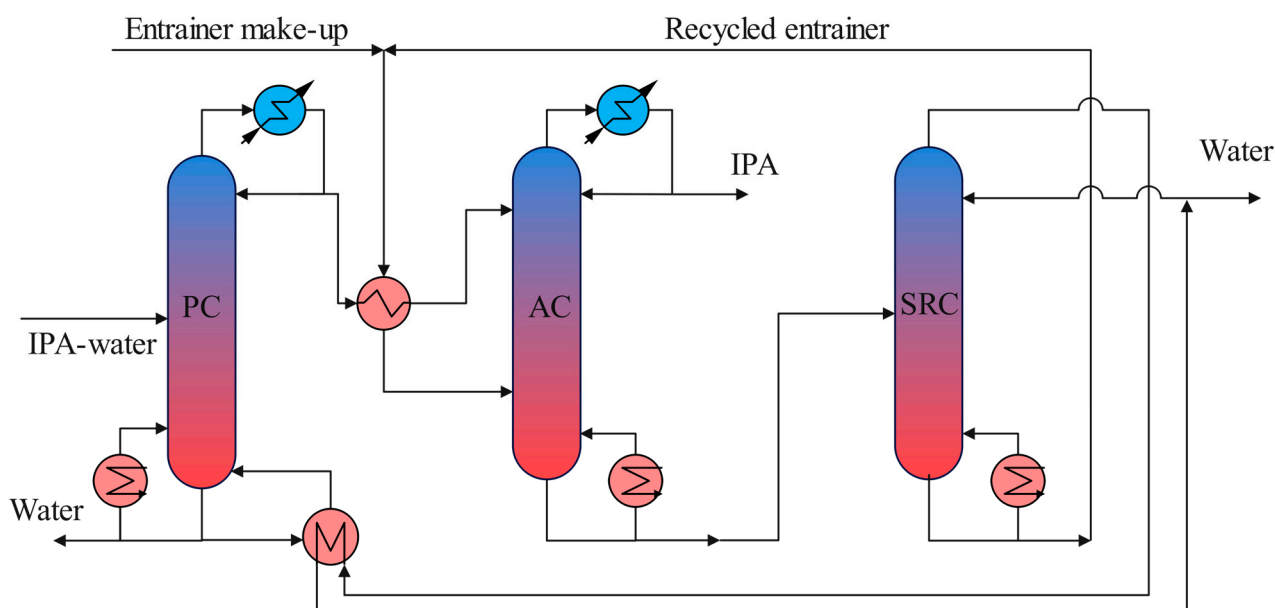 Entrainer make-up
Recycled entrainer
IPA
Water
PC
AC
SRC
IPA-water
Water